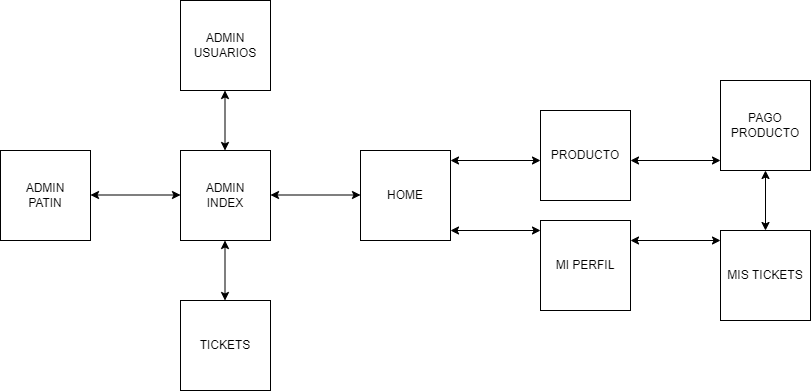 ADMIN
USUARIOS
PAGO
PRODUCTO
PRODUCTO
ADMIN
PATIN
ADMIN
INDEX
HOME
MI PERFIL
MIS TICKETS
TICKETS